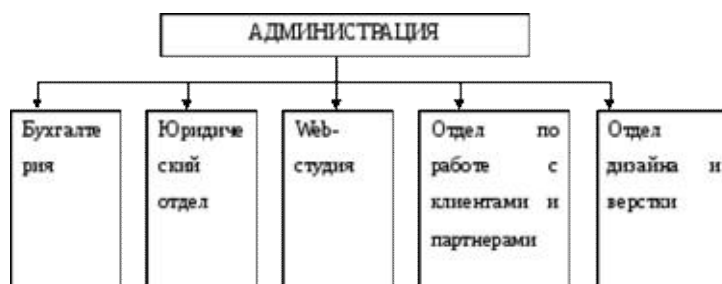 АДМИНИСТРАЦИЯ
Бухгалте
рия
Юридиче
ский
отдел
Web-
студия
Отдел по
работе с
клиентами и
партнерами
Отдел
дизайна и
верстки